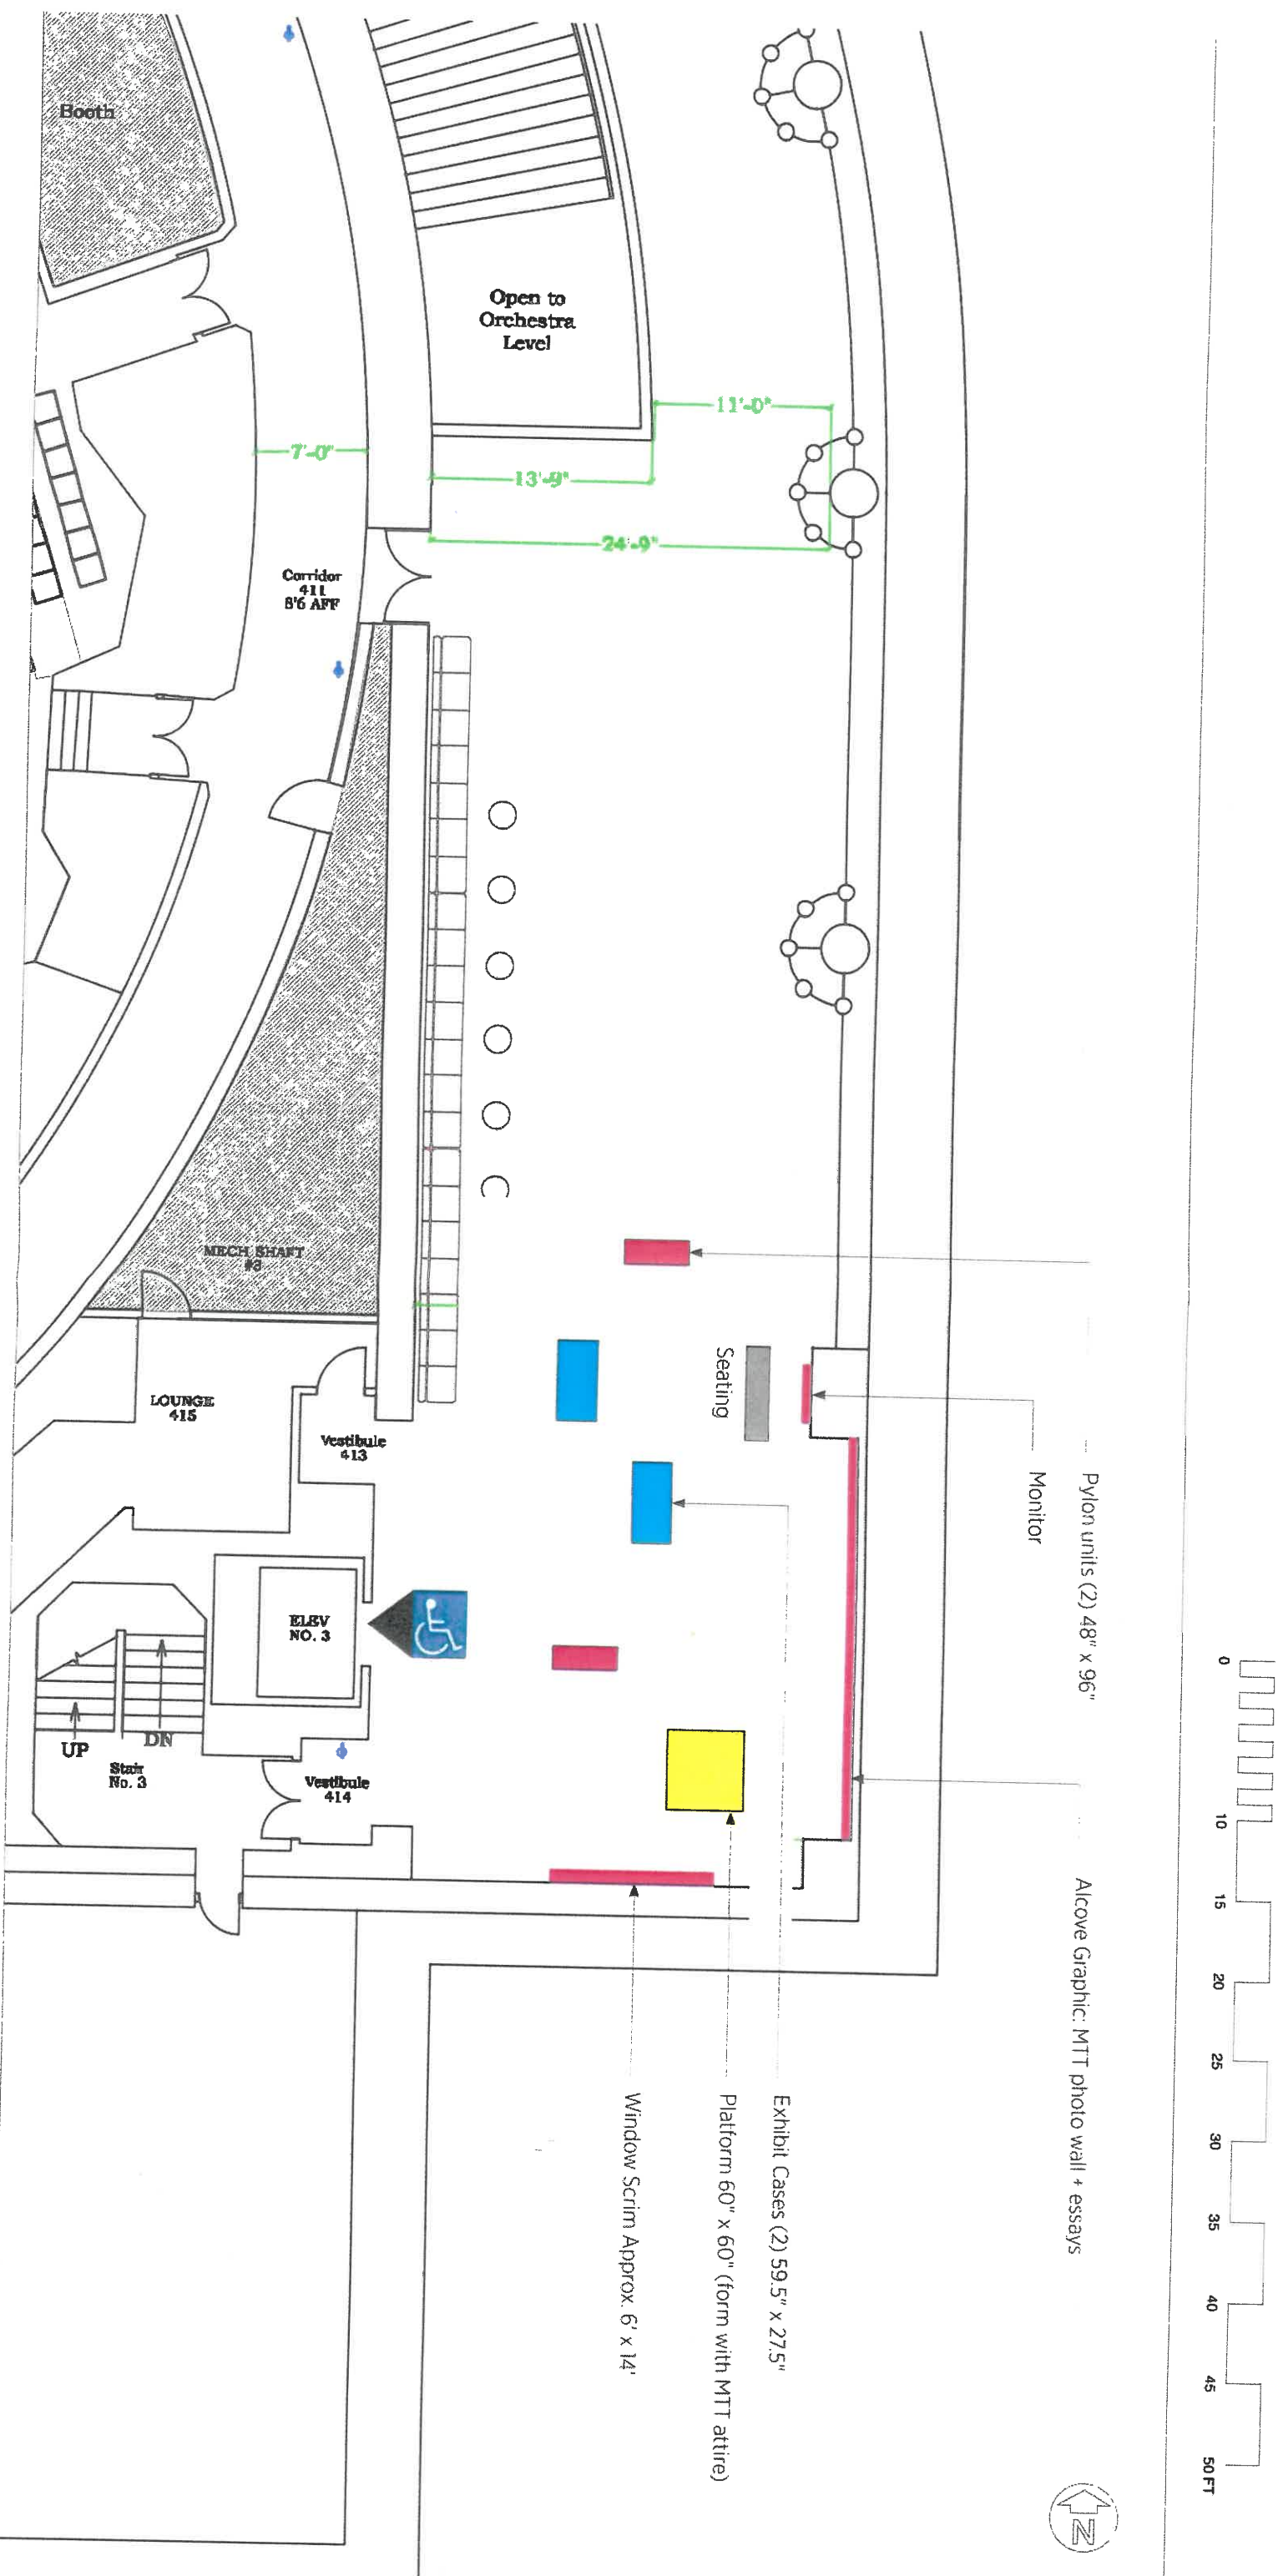 Booth
Open to
Orchestra
Level
11'-0"
7'-0"
13'-9"
24'-9"
Corridor
411
8'6 AFF
MECH SHAFT
#3
LOUNGE
415
Vestibule
413
Seating
Monitor
Pylon units (2) 48" x 96"
ELEV
NO. 3
UP
DN
Stair
No. 3
Vestibule
414
Alcove Graphic: MTT photo wall + essays
Exhibit Cases (2) 59.5" x 27.5"
Platform 60" x 60" (form with MTT attire)
Window Scrim Approx. 6' x 14'
0
10
15
20
25
30
35
40
45
50 FT
N